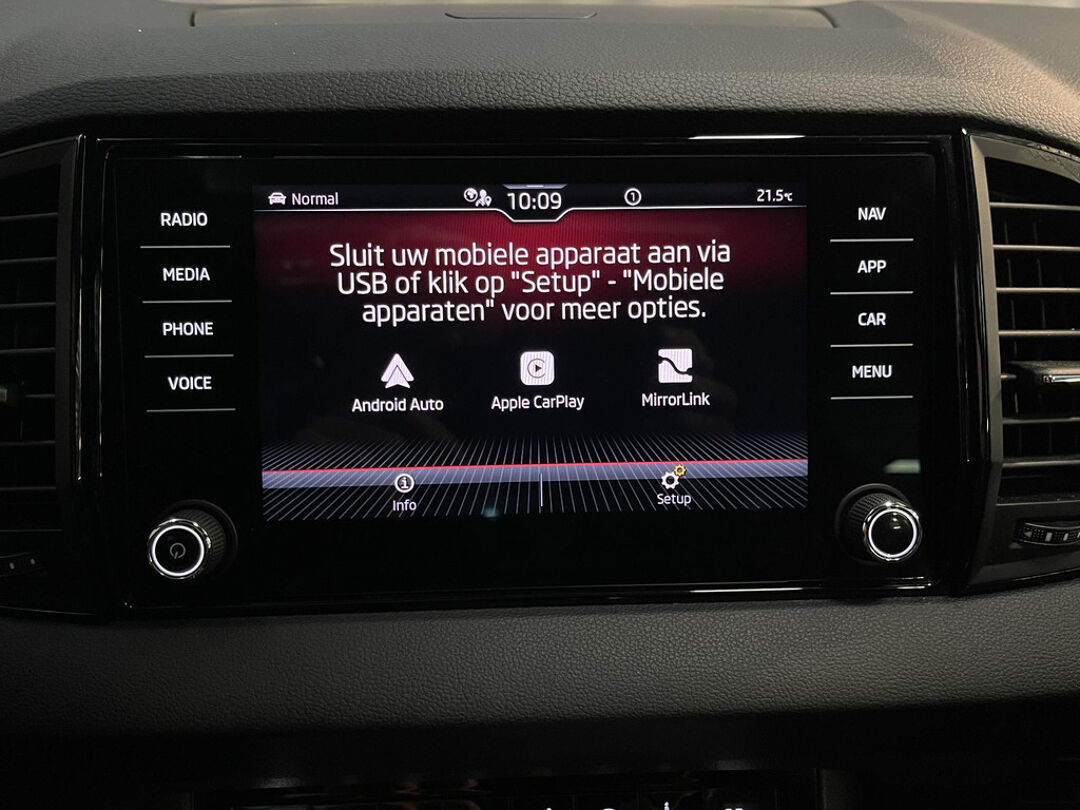 Normal
10:09
1
21.5°C
RADIO
MEDIA
PHONE
VOICE
Sluit uw mobiele apparaat aan via
USB of klik op "Setup" - "Mobiele
apparaten" voor meer opties.
Android Auto
Apple CarPlay
MirrorLink
Info
Setup
NAV
APP
CAR
MENU